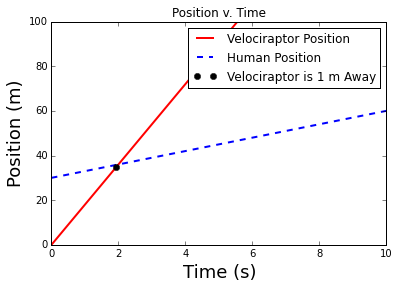 Position v. Time
Velociraptor Position
Human Position
Velociraptor is 1 m Away
Position (m)
100
80
60
40
20
0
0 2 4 6 8 10
Time (s)